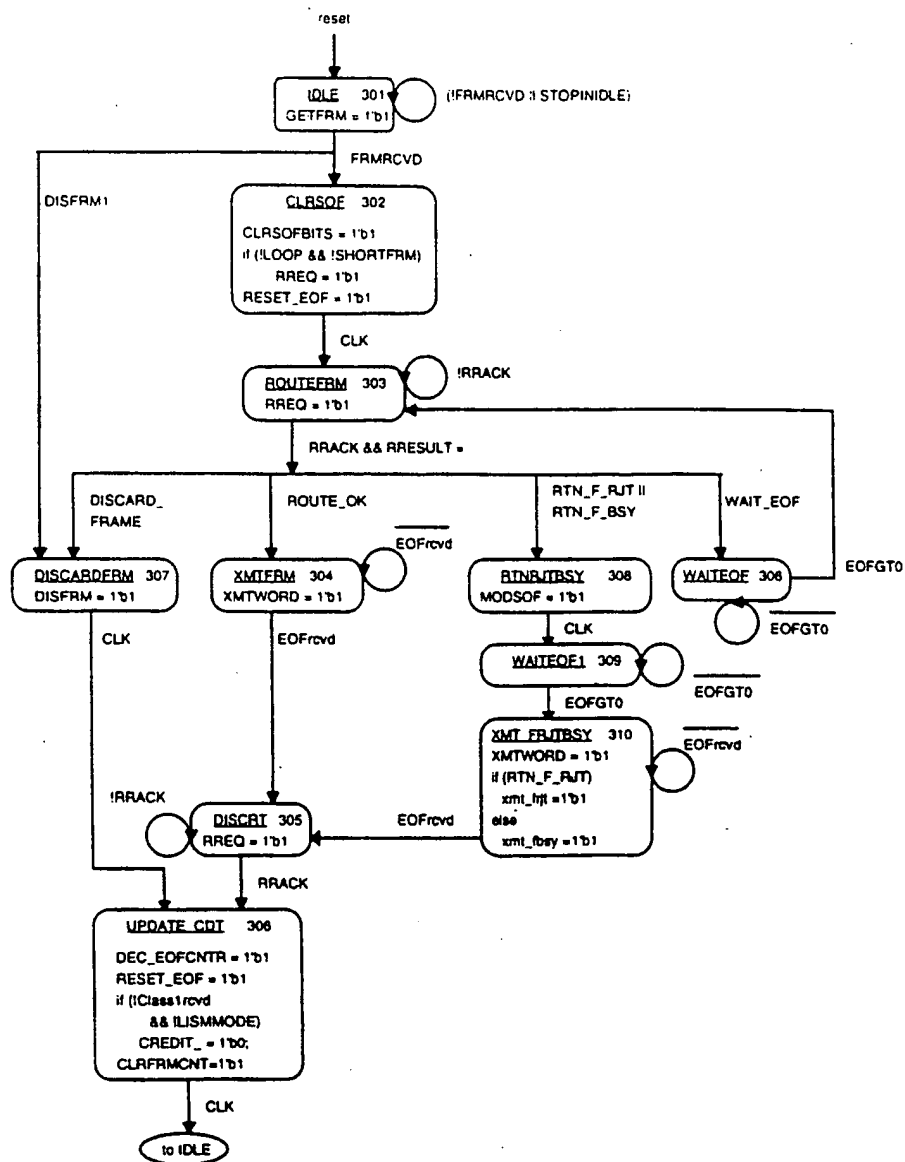 reset
IDLE 301
GETFRM = 1'b1
(!FRMRCVD || STOPINIDLE)
FRMRCVD
DISFRM1
CLRSOF 302
CLRSOFBITS = 1'b1
if (!LOOP && !SHORTFRM)
RREQ = 1'b1
RESET_EOF = 1'b1
CLK
ROUTEFRM 303
RREQ = 1'b1
!RRACK
RRACK && RRESULT =
DISCARD_
FRAME
ROUTE_OK
RTN_F_RJT ||
RTN_F_BSY
WAIT_EOF
DISCARDFRM 307
DISFRM = 1'b1
XMTFRM 304
XMTWORD = 1'b1
EOFrcvd
RTNRJTBSY 308
MODSOF = 1'b1
WAITEOF 306
EOFGT0
EOFGT0
CLK
EOFrcvd
CLK
WAITEOF1 309
EOFGT0
EOFGT0
XMT_FRJTBSY 310
XMTWORD = 1'b1
if (RTN_F_RJT)
xmt_frjt =1'b1
else
xmt_fbsy =1'b1
EOFrcvd
!RRACK
DISCRT 305
RREQ = 1'b1
EOFrcvd
RRACK
UPDATE_CDT 306
DEC_EOFCNTR = 1'b1
RESET_EOF = 1'b1
if (!Class1rcvd
&& !LISMMODE)
CREDIT_ = 1'b0;
CLRFRMCNT=1'b1
CLK
to IDLE